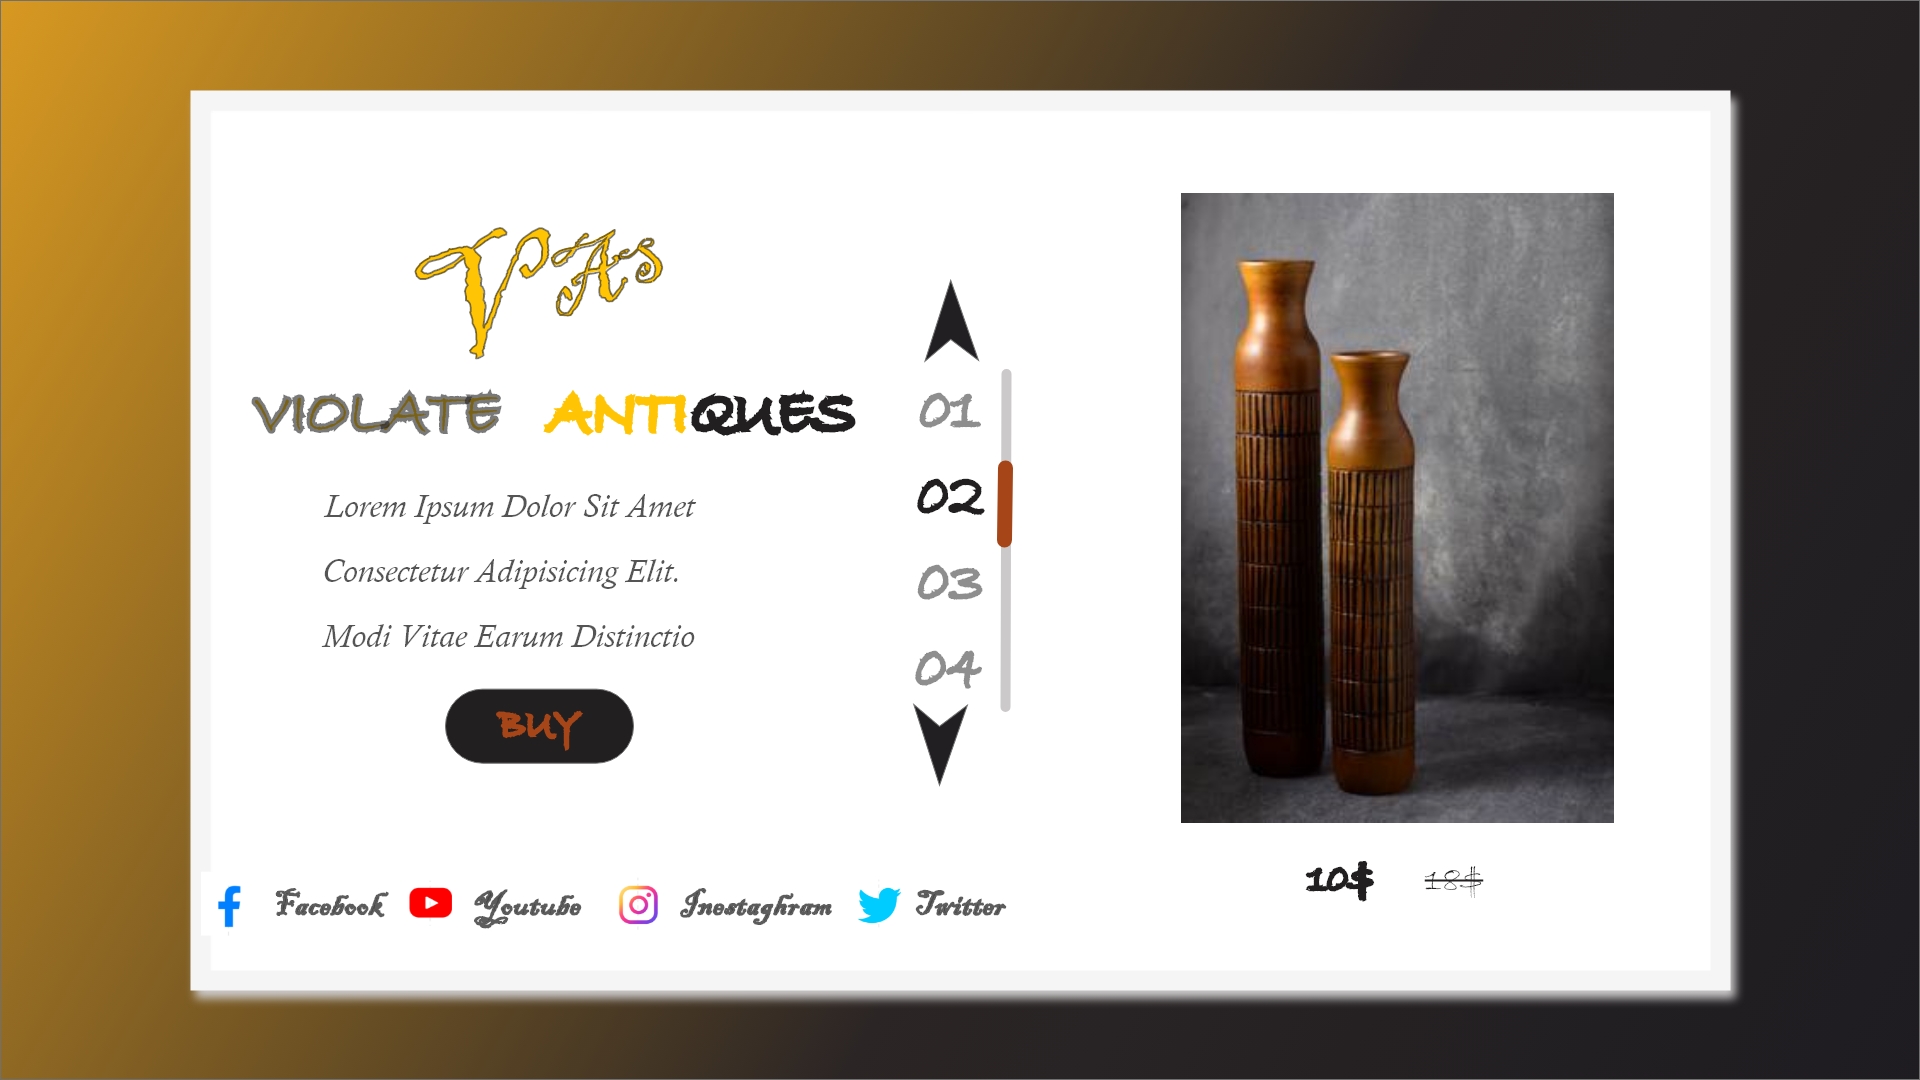 VAs
VIOLATE ANTIQUES
Lorem Ipsum Dolor Sit Amet
Consectetur Adipisicing Elit.
Modi Vitae Earum Distinctio
BUY
01
02
03
04
10$ 18$
Facebook Youtube Inestaghram Twitter